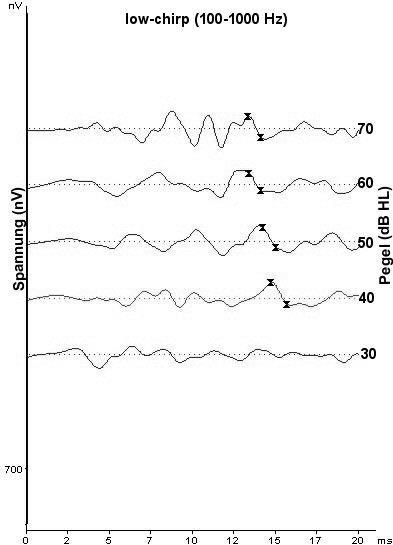 nV
low-chirp (100-1000 Hz)
70
60
50
40
30
Spannung (nV)
Pegel (dB HL)
700
0 2 5 7 10 12 15 17 20 ms